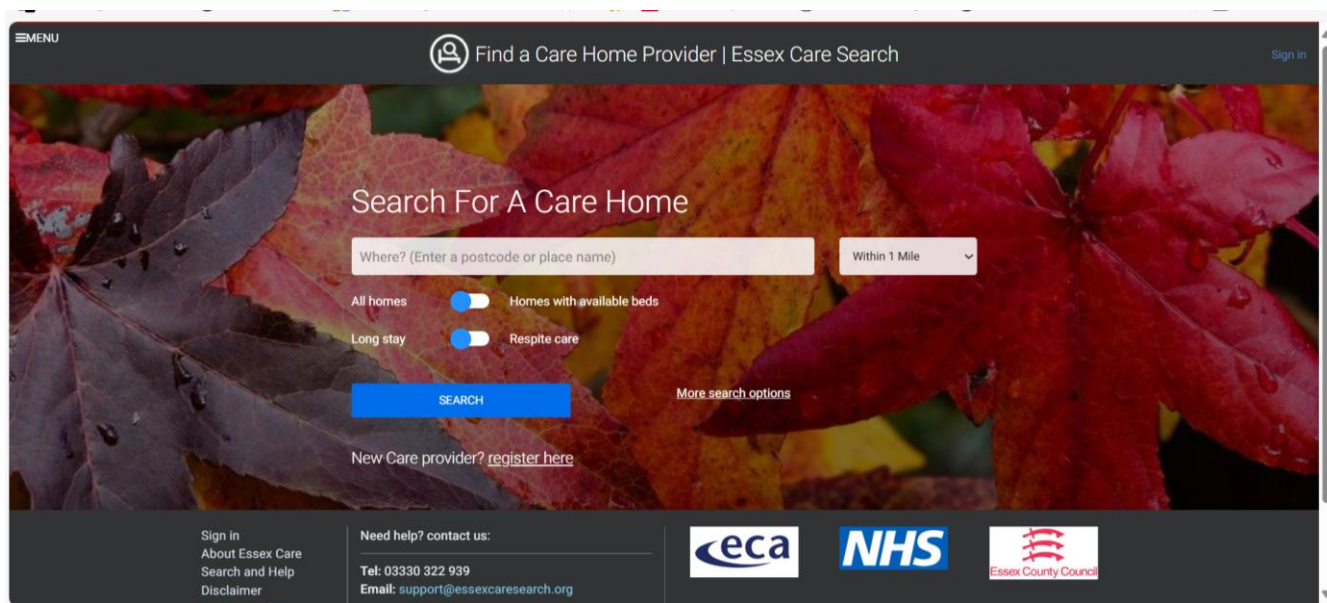 MENU
Find a Care Home Provider | Essex Care Search
Sign in
Search For A Care Home
Where? (Enter a postcode or place name)
Within 1 Mile
All homes
Homes with available beds
Long stay
Respite care
SEARCH
More search options
New Care provider? register here
Sign in
About Essex Care
Search and Help
Disclaimer
Need help? contact us:
Tel: 03330 322 939
Email: support@essexcaresearch.org
eca
NHS
Essex County Council